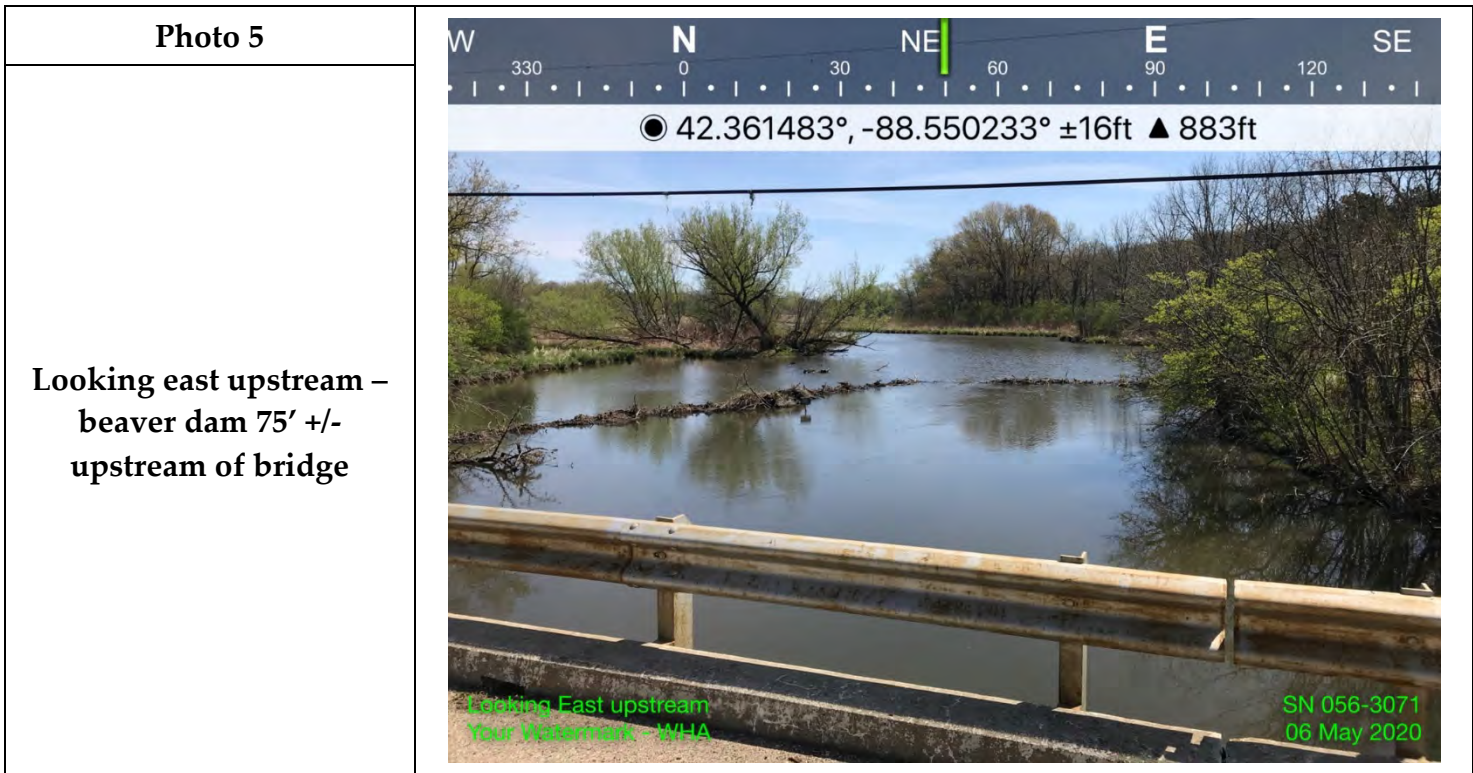 Photo 5
Looking east upstream –
beaver dam 75’ +/-
upstream of bridge
W N NE E SE
330 0 30 60 90 120
42.361483°, -88.550233° ±16ft ▲ 883ft
Looking East upstream
Your Watermark - WHA
SN 056-3071
06 May 2020